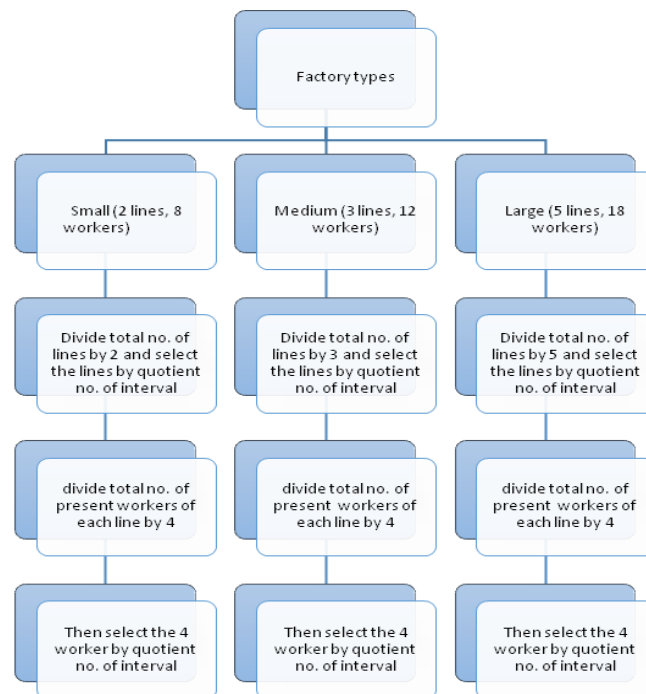 Factory types
Small (2 lines, 8
workers)
Medium (3 lines, 12
workers)
Large (5 lines, 18
workers)
Divide total no. of
lines by 2 and select
the lines by quotient
no. of interval
Divide total no. of
lines by 3 and select
the lines by quotient
no. of interval
Divide total no. of
lines by 5 and select
the lines by quotient
no. of interval
divide total no. of
present workers of
each line by 4
divide total no. of
present workers of
each line by 4
divide total no. of
present workers of
each line by 4
Then select the 4
worker by quotient
no. of interval
Then select the 4
worker by quotient
no. of interval
Then select the 4
worker by quotient
no. of interval